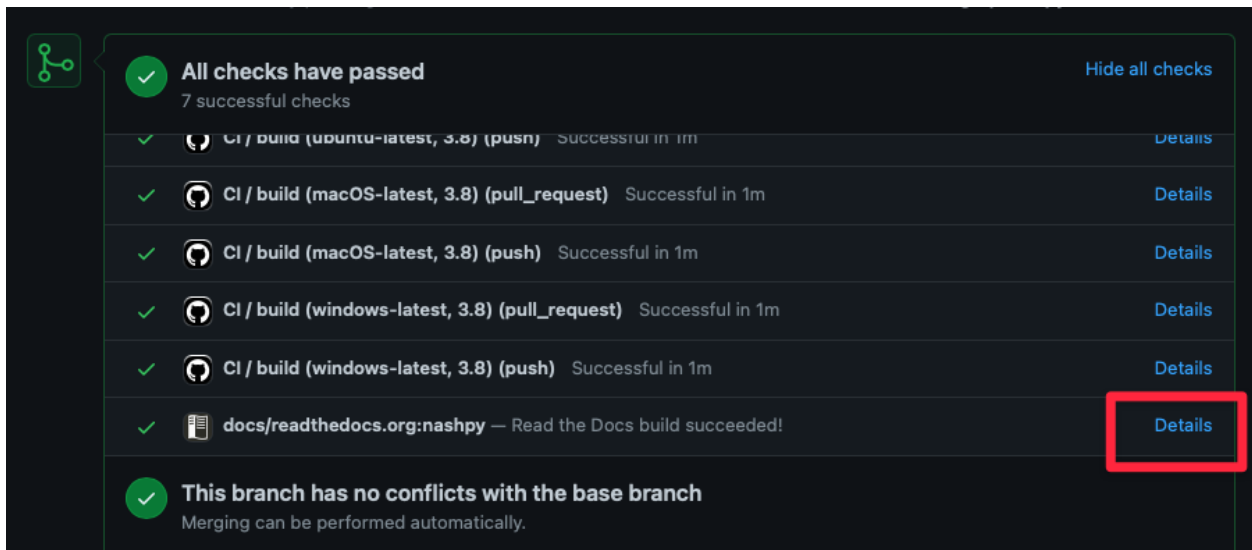 All checks have passed
Hide all checks
7 successful checks
CI / build (ubuntu-latest, 3.8) (push) Successful in 1m Details
CI / build (macOS-latest, 3.8) (pull_request) Successful in 1m Details
CI / build (macOS-latest, 3.8) (push) Successful in 1m Details
CI / build (windows-latest, 3.8) (pull_request) Successful in 1m Details
CI / build (windows-latest, 3.8) (push) Successful in 1m Details
docs/readthedocs.org:nashpy — Read the Docs build succeeded! Details
This branch has no conflicts with the base branch
Merging can be performed automatically.